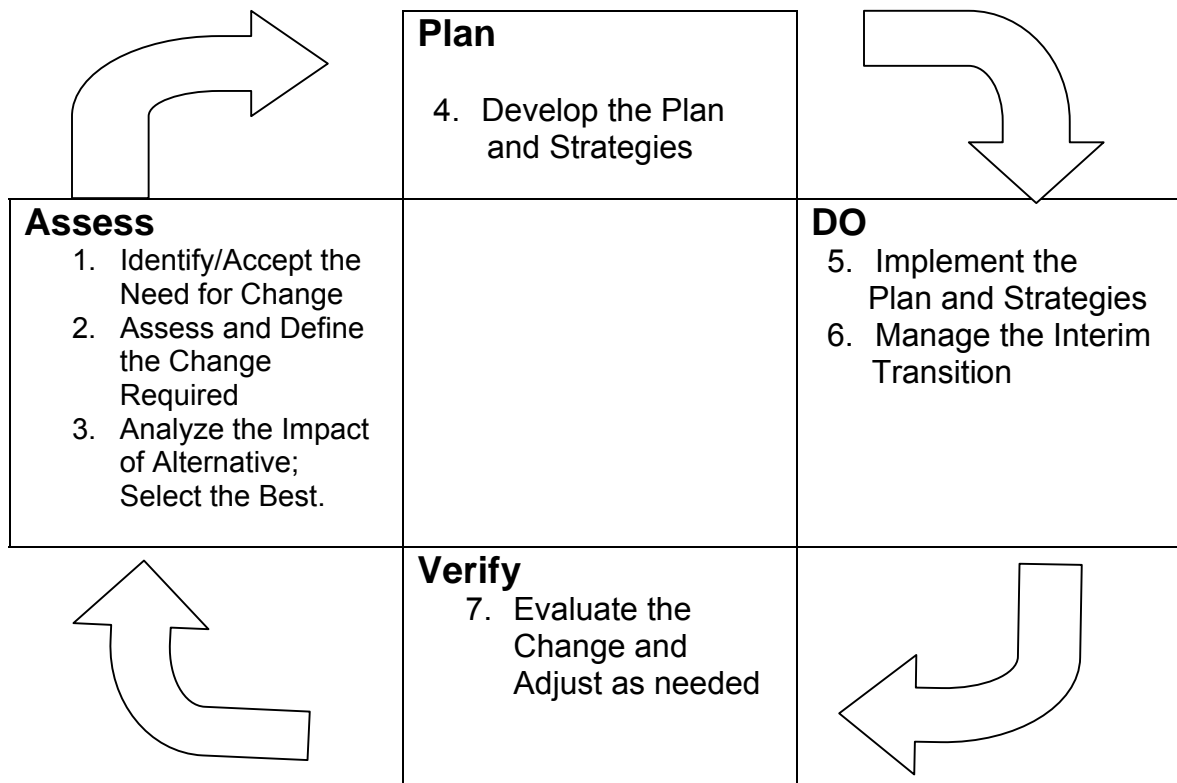 Plan
4. Develop the Plan
and Strategies
Assess
1. Identify/Accept the
Need for Change
2. Assess and Define
the Change
Required
3. Analyze the Impact
of Alternative;
Select the Best.
DO
5. Implement the
Plan and Strategies
6. Manage the Interim
Transition
Verify
7. Evaluate the
Change and
Adjust as needed